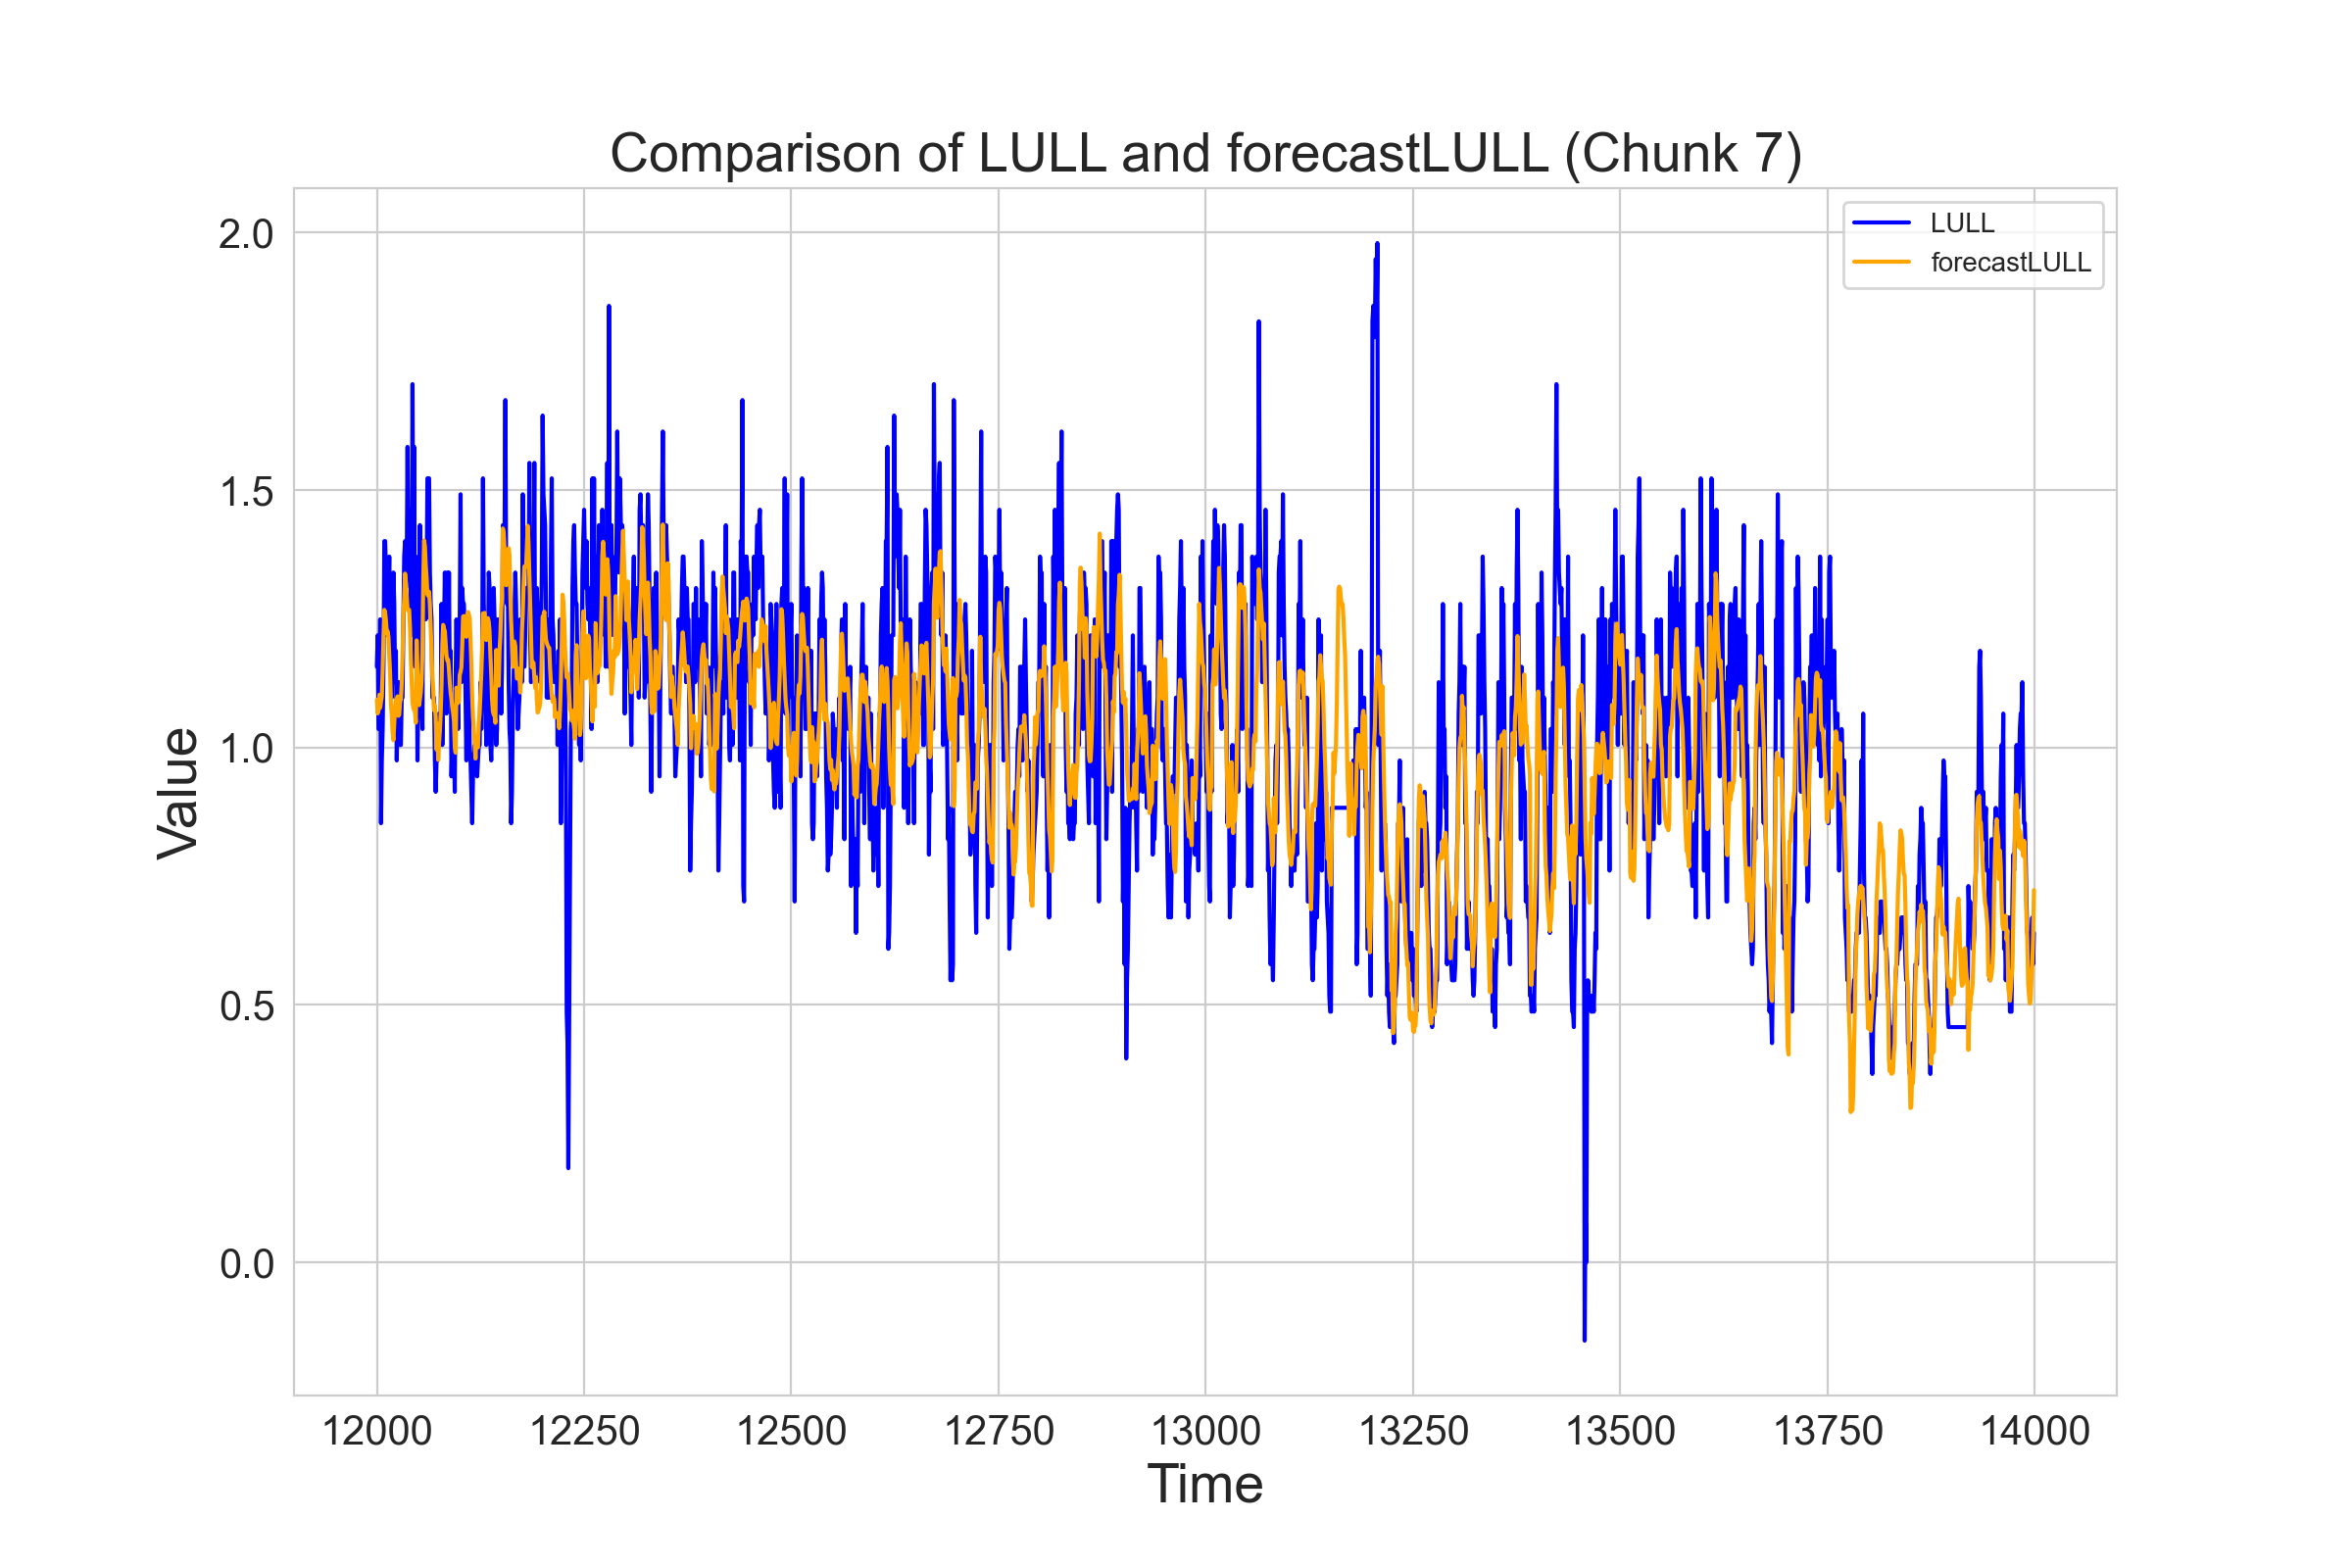 Comparison of LULL and forecastLULL (Chunk 7)
LULL
forecastLULL
2.0
1.5
1.0
0.5
0.0
Value
12000 12250 12500 12750 13000 13250 13500 13750 14000
Time